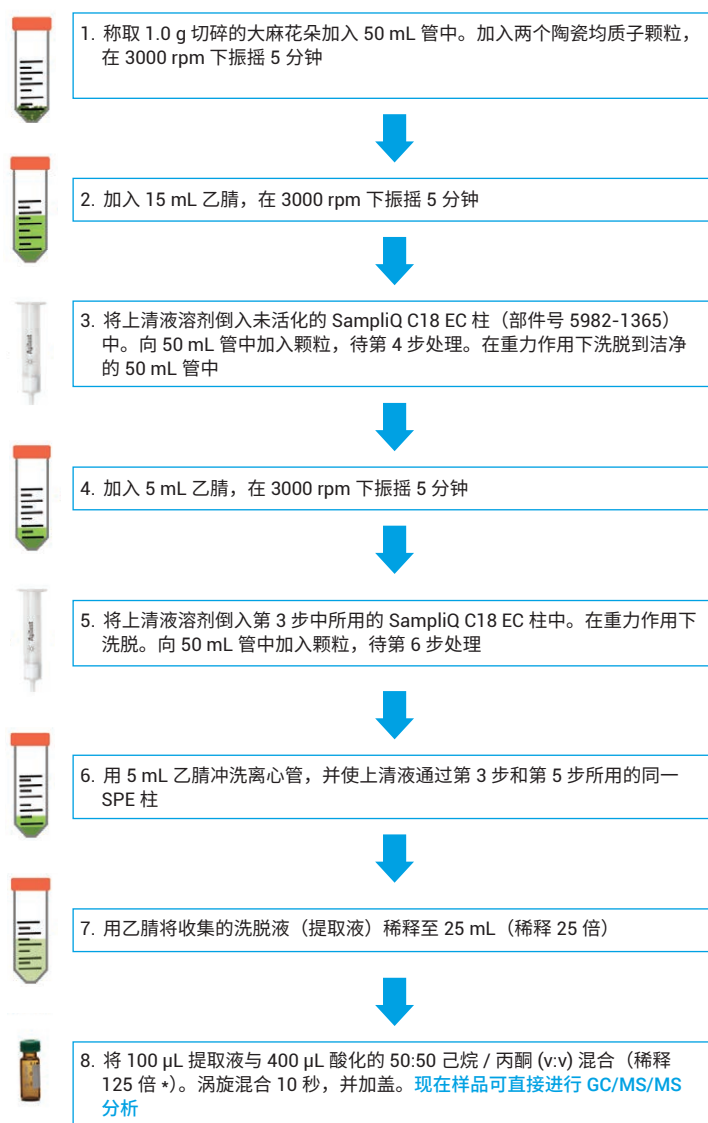 1. 称取 1.0 g 切碎的大麻花朵加入 50 mL 管中。加入两个陶瓷均质子颗粒，
在 3000 rpm 下振摇 5 分钟
2. 加入 15 mL 乙腈，在 3000 rpm 下振摇 5 分钟
3. 将上清液溶剂倒入未活化的 SampliQ C18 EC 柱（部件号 5982-1365）
中。向 50 mL 管中加入颗粒，待第 4 步处理。在重力作用下洗脱到洁净
的 50 mL 管中
Agilent
4. 加入 5 mL 乙腈，在 3000 rpm 下振摇 5 分钟
5. 将上清液溶剂倒入第 3 步中所用的 SampliQ C18 EC 柱中。在重力作用下
洗脱。向 50 mL 管中加入颗粒，待第 6 步处理
Agilent
6. 用 5 mL 乙腈冲洗离心管，并使上清液通过第 3 步和第 5 步所用的同一
SPE 柱
7. 用乙腈将收集的洗脱液（提取液）稀释至 25 mL（稀释 25 倍）
8. 将 100 µL 提取液与 400 µL 酸化的 50:50 己烷 / 丙酮 (v:v) 混合（稀释
125 倍 *）。涡旋混合 10 秒，并加盖。现在样品可直接进行 GC/MS/MS
分析